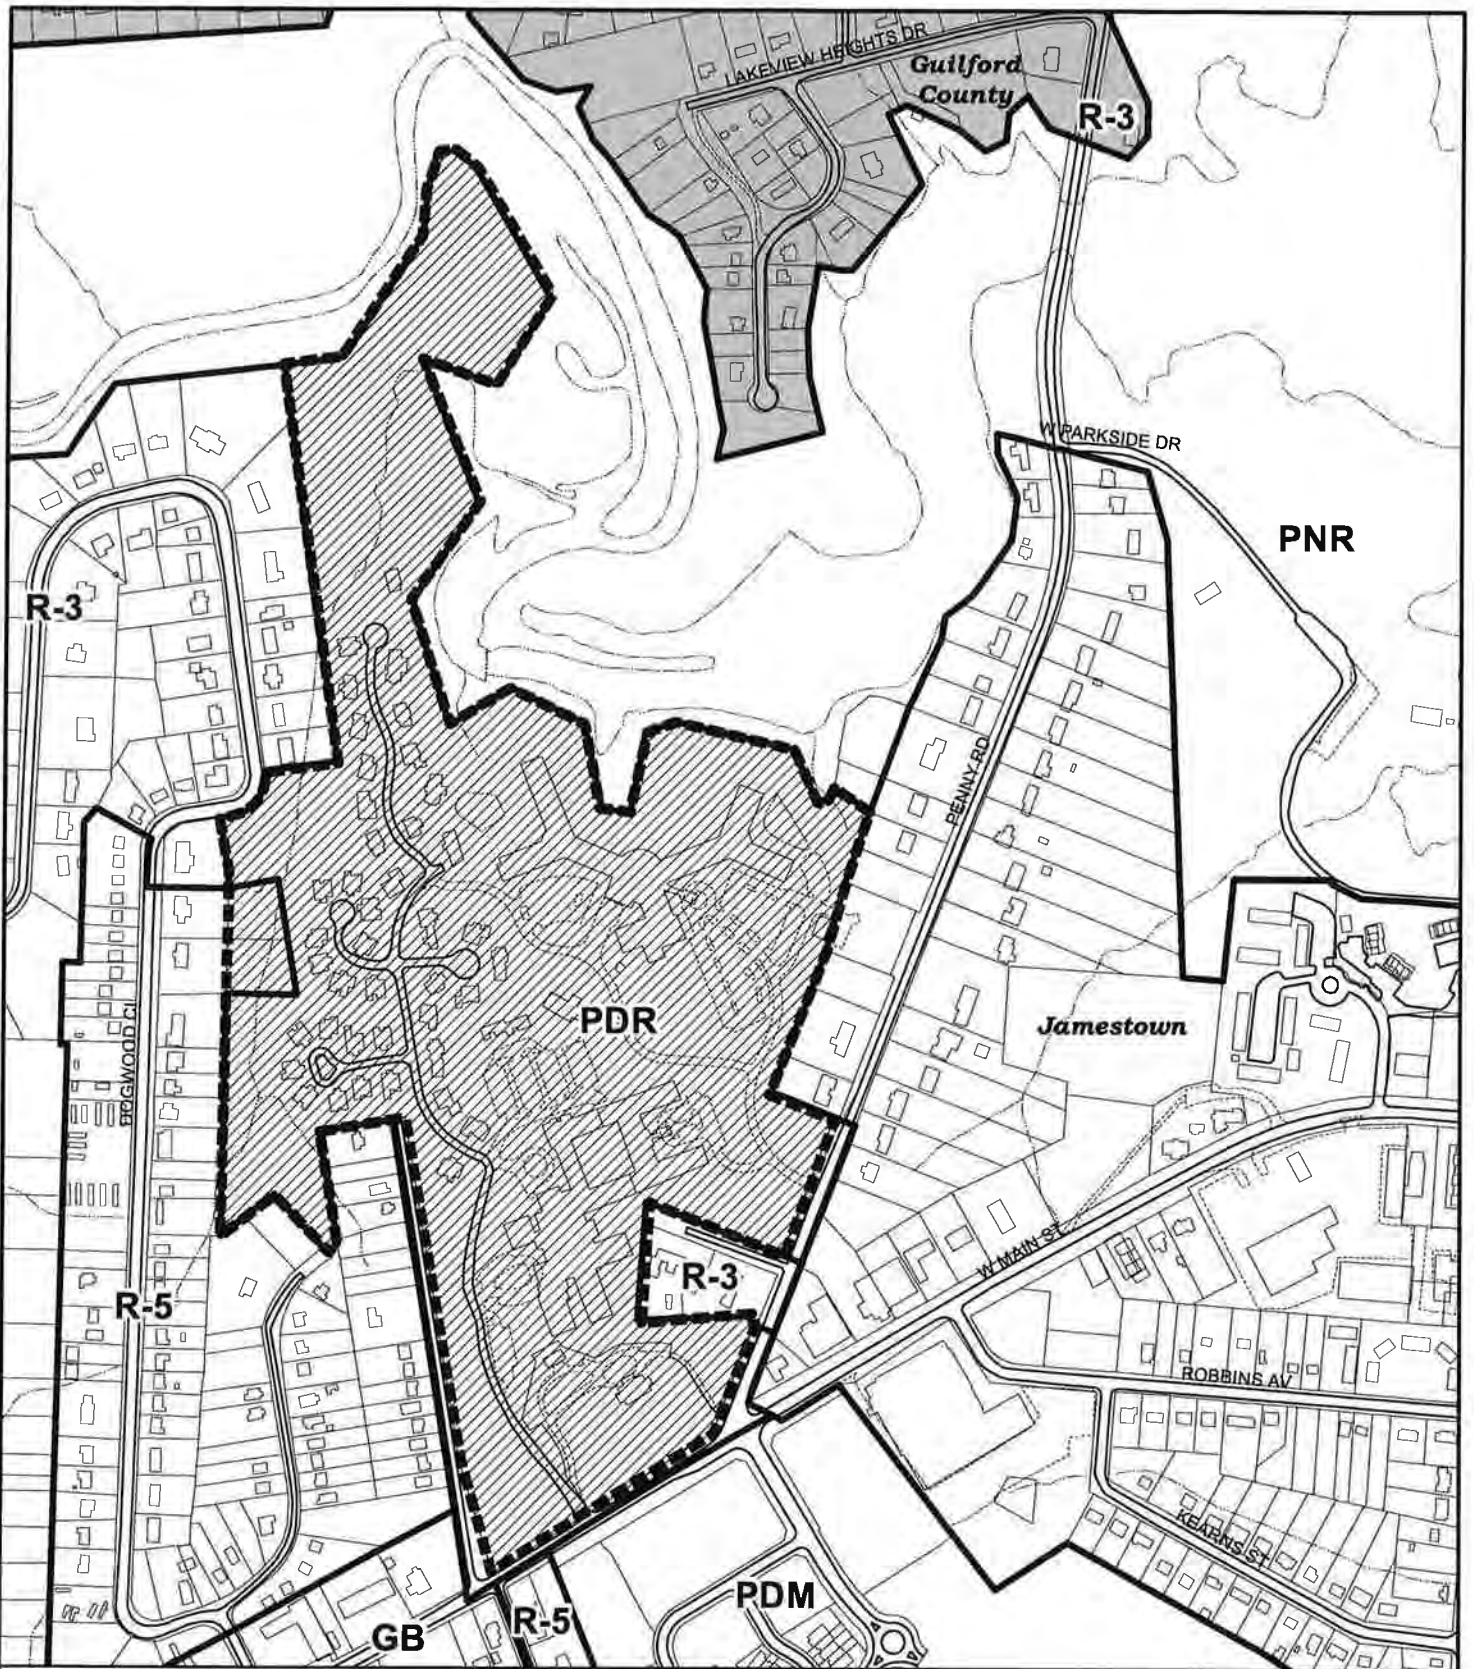 LAKEVIEW HEIGHTS DR
Guilford
County
R-3
W PARKSIDE DR
PNR
R-3
PENNY RD
PDR
Jamestown
DOGWOOD CI
W MAIN ST
R-3
R-5
ROBBINS AV
KEARNS ST
PDM
R-5
GB